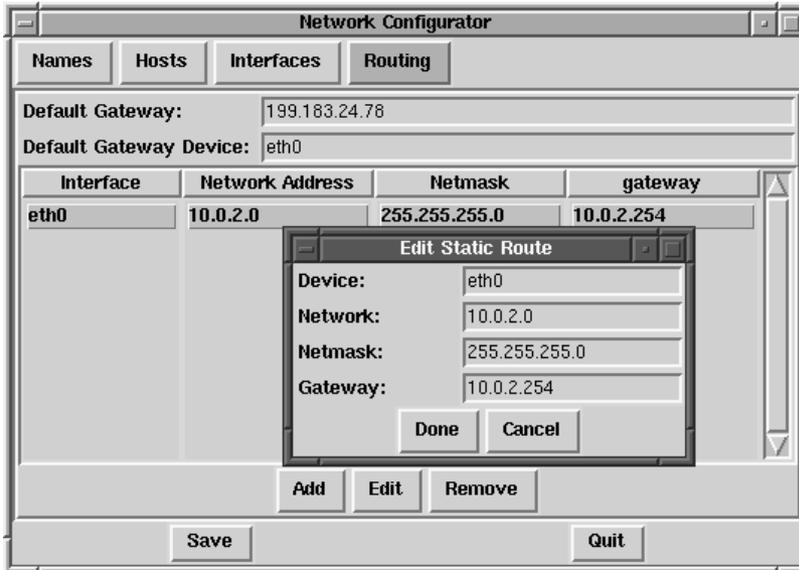 Network Configurator
Names Hosts Interfaces Routing
Default Gateway: 199.183.24.78
Default Gateway Device: eth0
Interface Network Address Netmask gateway
eth0 10.0.2.0 255.255.255.0 10.0.2.254
Edit Static Route
Device: eth0
Network: 10.0.2.0
Netmask: 255.255.255.0
Gateway: 10.0.2.254
Done Cancel
Add Edit Remove
Save Quit